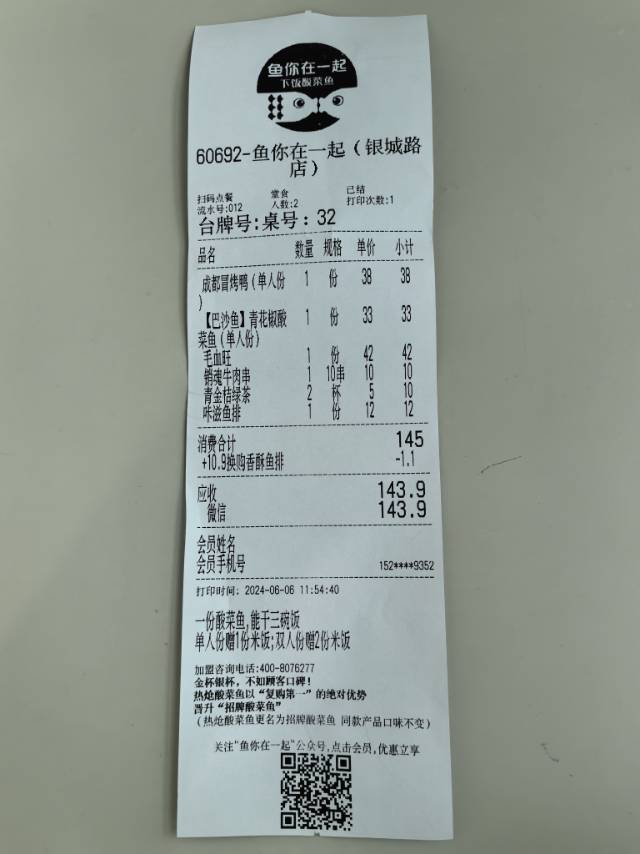 鱼你在一起
下饭酸菜鱼
60692-鱼你在一起（银城路
店）
扫码点餐 堂食 已结
流水号:012 人数:2 打印次数:1
台牌号:桌号：32
品名 数量 规格 单价 小计
成都冒烤鸭（单人份 1 份 38 38
）
【巴沙鱼】青花椒酸 1 份 33 33
菜鱼（单人份）
毛血旺 1 份 42 42
销魂牛肉串 1 10串 10 10
青金桔绿茶 2 杯 5 10
咔滋鱼排 1 份 12 12
消费合计 145
+10.9换购香酥鱼排 -1.1
应收 143.9
微信 143.9
会员姓名
会员手机号 152****9352
打印时间: 2024-06-06 11:54:40
一份酸菜鱼,能干三碗饭
单人份赠1份米饭;双人份赠2份米饭
加盟咨询电话:400-8076277
金杯银杯，不如顾客口碑！
热炝酸菜鱼以“复购第一”的绝对优势
晋升“招牌酸菜鱼”
（热炝酸菜鱼更名为招牌酸菜鱼 同款产品口味不变）
关注"鱼你在一起"公众号,点击会员,优惠立享